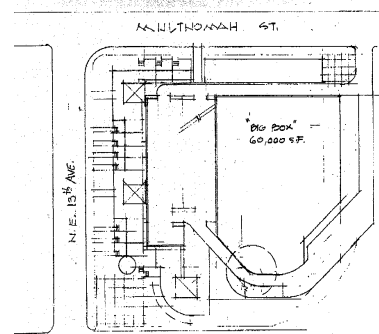 MULTNOMAH ST.
"BIG BOX"
60,000 S.F.
N.E. 13th AVE.